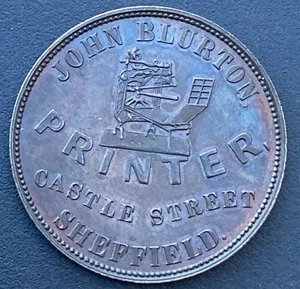 JOHN BLURTON,
PRINTER,
CASTLE STREET
SHEFFIELD.